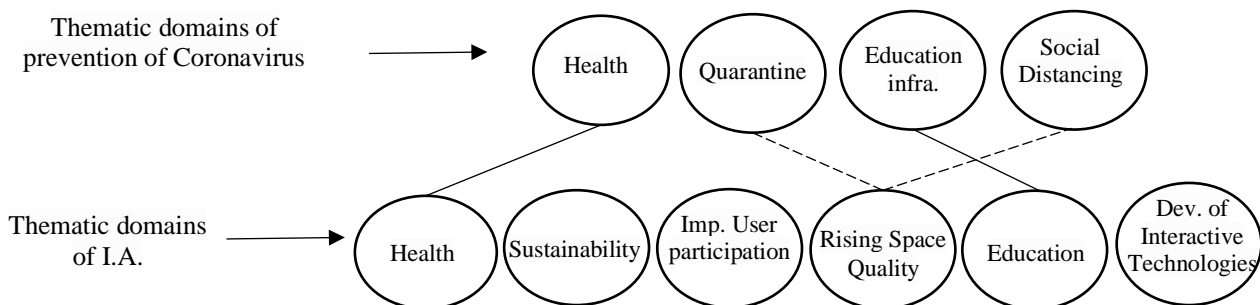 Thematic domains of
prevention of Coronavirus
Health
Quarantine
Education
infra.
Social
Distancing
Thematic domains
of I.A.
Health
Sustainability
Imp. User
participation
Rising Space
Quality
Education
Dev. of
Interactive
Technologies